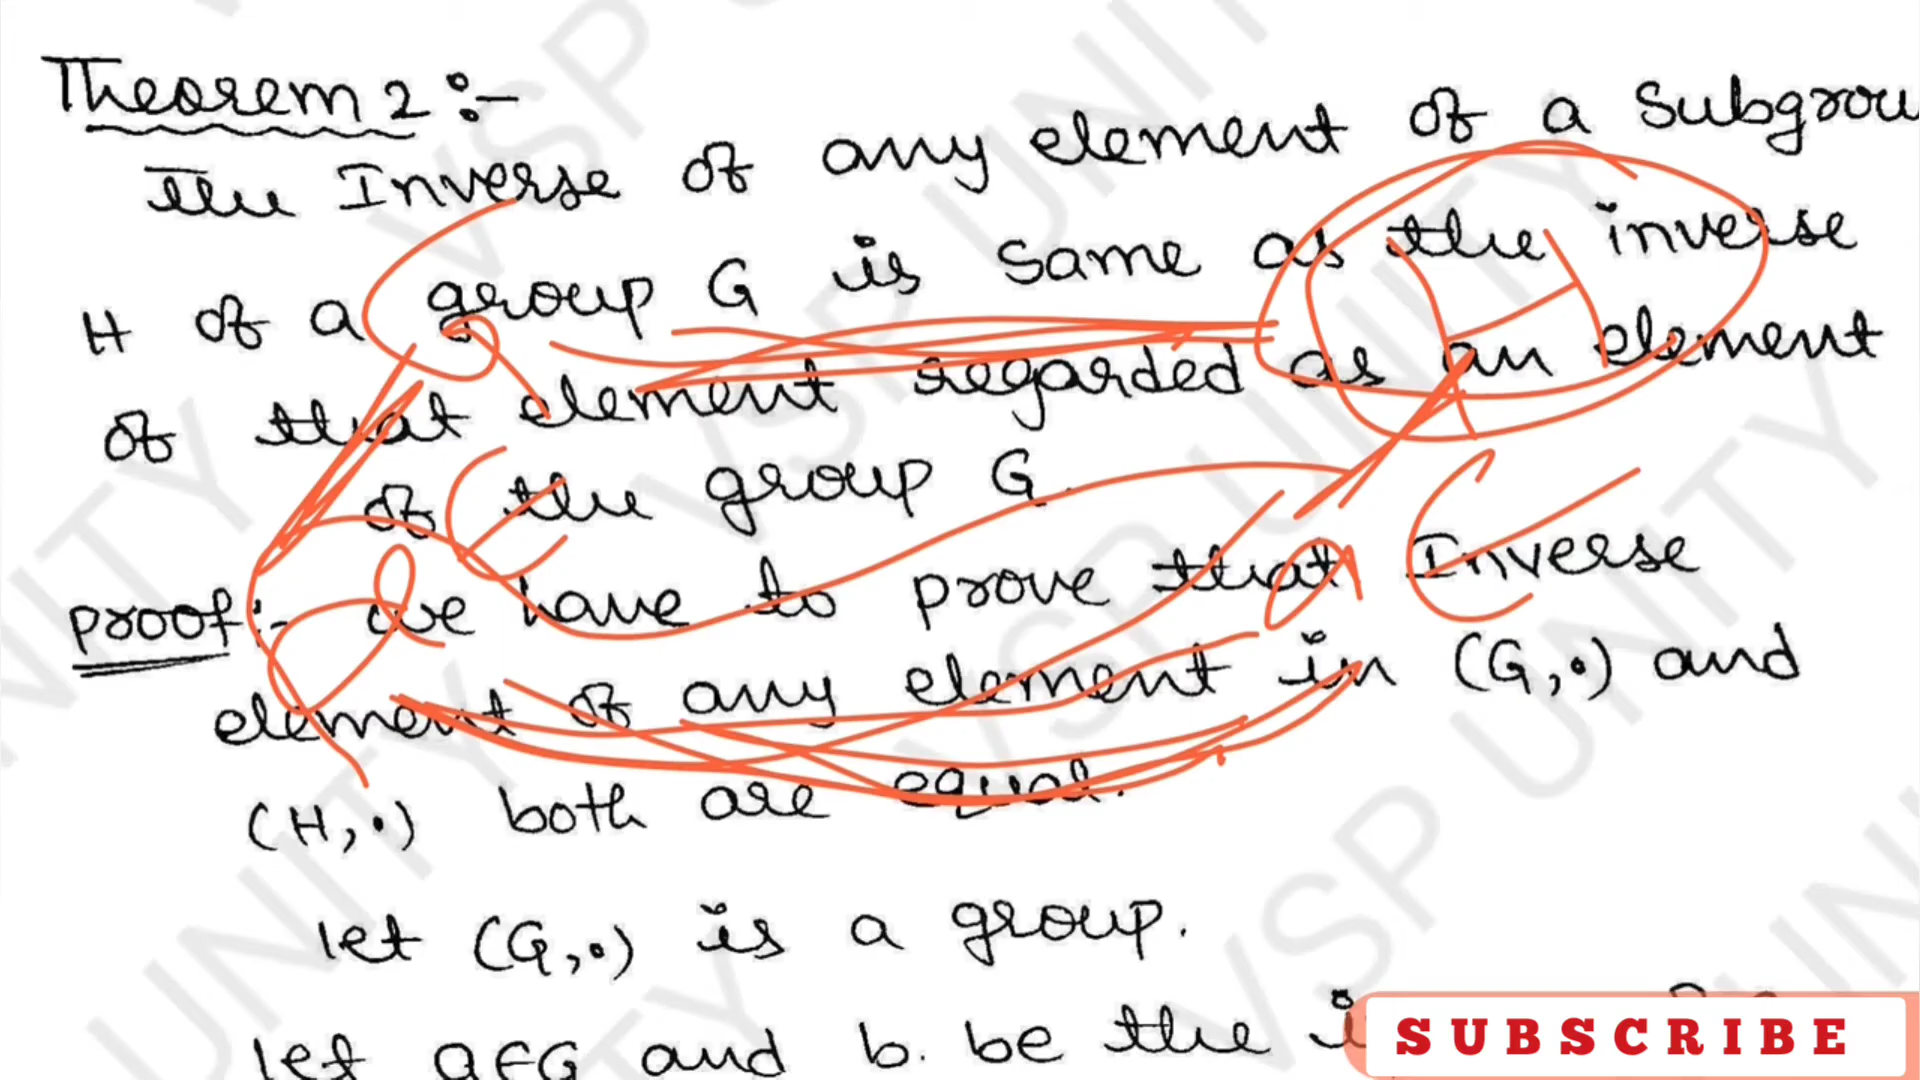 Theorem 2 :-
The Inverse of any element of a Subgrou
H of a group G is same as the inverse
of that element regarded as an element
of the group G.
proof:- we have to prove that Inverse
element of any element in (G,.) and
(H,.) both are equal.
let (G,.) is a group.
let a∈G and b. be the
SUBSCRIBE
VSP UNITY